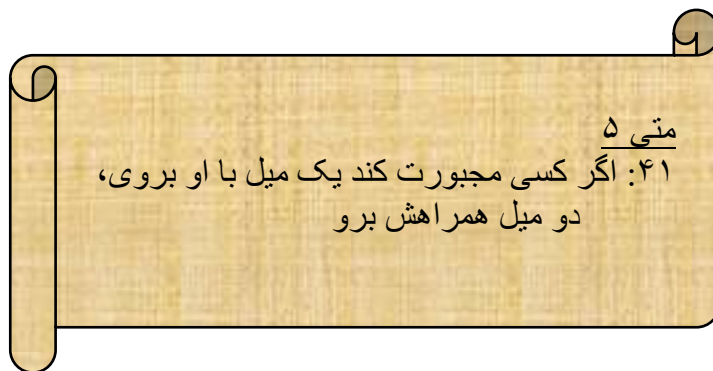 متی ۵
۴۱: اگر کسی مجبورت کند یک میل با او بروی،
دو میل همراهش برو